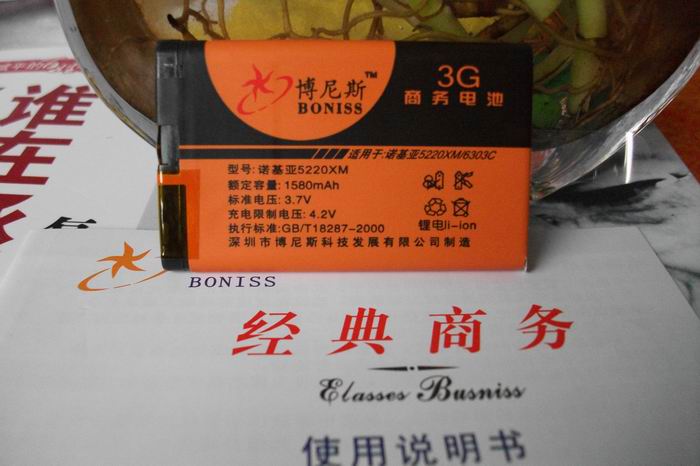 博尼斯™
BONISS
3G
商务电池
适用于:诺基亚5220XM/6303C
型号:诺基亚5220XM
额定容量:1580mAh
标准电压:3.7V
充电限制电压:4.2V
执行标准:GB/T18287-2000
深圳市博尼斯科技发展有限公司制造
锂电li-ion
谁
在
BONISS
经典商务
Elasses Busniss
使用说明书